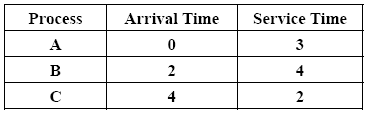 Process Arrival Time Service Time
A 0 3
B 2 4
C 4 2